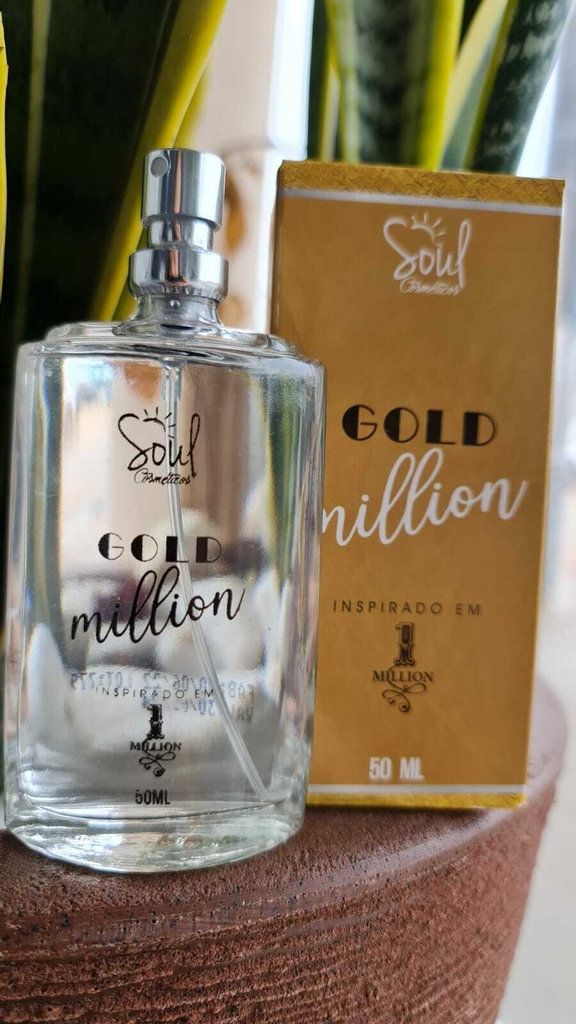 Soul
Cosméticos
GOLD
million
INSPIRADO EM
1
MILLION
50ML
Soul
Cosméticos
GOLD
million
INSPIRADO EM
1
MILLION
50 ML